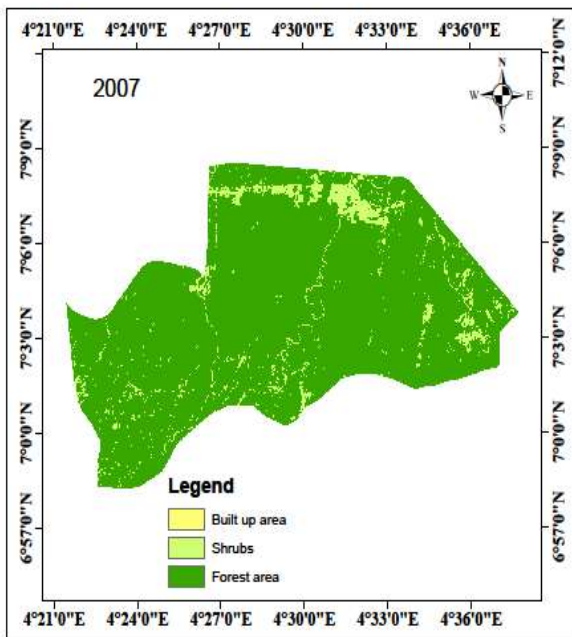 4°21'0"E 4°24'0"E 4°27'0"E 4°30'0"E 4°33'0"E 4°36'0"E
2007
N
W E
S
7°12'0"N
7°9'0"N 7°9'0"N
7°6'0"N 7°6'0"N
7°3'0"N 7°3'0"N
7°0'0"N 7°0'0"N
6°57'0"N 6°57'0"N
Legend
Built up area
Shrubs
Forest area
4°21'0"E 4°24'0"E 4°27'0"E 4°30'0"E 4°33'0"E 4°36'0"E